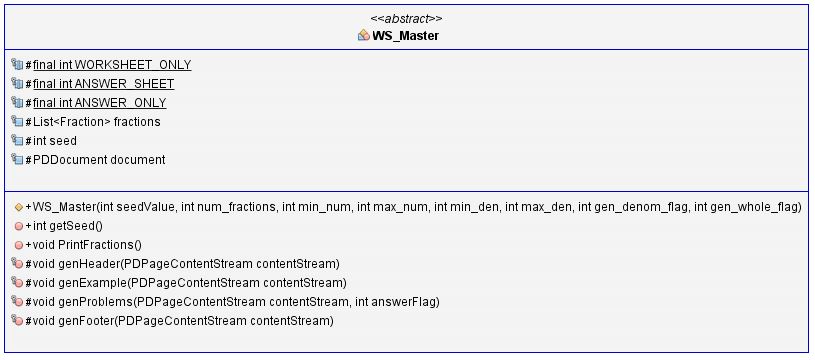 <<abstract>>
WS_Master
#final int WORKSHEET_ONLY
#final int ANSWER_SHEET
#final int ANSWER_ONLY
#List<Fraction> fractions
#int seed
#PDDocument document
+WS_Master(int seedValue, int num_fractions, int min_num, int max_num, int min_den, int max_den, int gen_denom_flag, int gen_whole_flag)
+int getSeed()
+void PrintFractions()
#void genHeader(PDPageContentStream contentStream)
#void genExample(PDPageContentStream contentStream)
#void genProblems(PDPageContentStream contentStream, int answerFlag)
#void genFooter(PDPageContentStream contentStream)